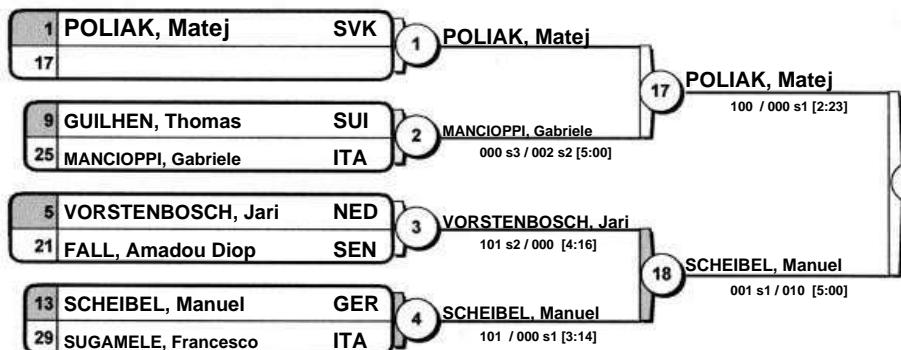 1 POLIAK, Matej SVK
17
1 POLIAK, Matej
9 GUILHEN, Thomas SUI
25 MANCIOPPI, Gabriele ITA
2 MANCIOPPI, Gabriele
000 s3 / 002 s2 [5:00]
17 POLIAK, Matej
100 / 000 s1 [2:23]
5 VORSTENBOSCH, Jari NED
21 FALL, Amadou Diop SEN
3 VORSTENBOSCH, Jari
101 s2 / 000 [4:16]
13 SCHEIBEL, Manuel GER
29 SUGAMELE, Francesco ITA
4 SCHEIBEL, Manuel
101 / 000 s1 [3:14]
18 SCHEIBEL, Manuel
001 s1 / 010 [5:00]